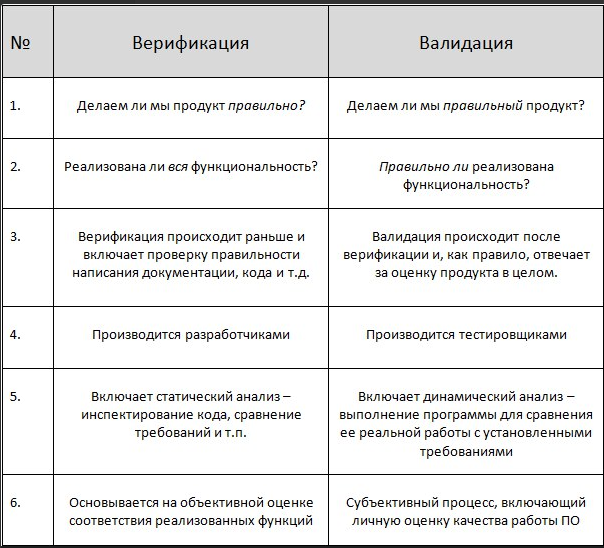 №
Верификация
Валидация
1.
Делаем ли мы продукт правильно?
Делаем ли мы правильный продукт?
2.
Реализована ли вся функциональность?
Правильно ли реализована
функциональность?
3.
Верификация происходит раньше и
включает проверку правильности
написания документации, кода и т.д.
Валидация происходит после
верификации и, как правило, отвечает
за оценку продукта в целом.
4.
Производится разработчиками
Производится тестировщиками
5.
Включает статический анализ –
инспектирование кода, сравнение
требований и т.п.
Включает динамический анализ –
выполнение программы для сравнения
ее реальной работы с установленными
требованиями
6.
Основывается на объективной оценке
соответствия реализованных функций
Субъективный процесс, включающий
личную оценку качества работы ПО